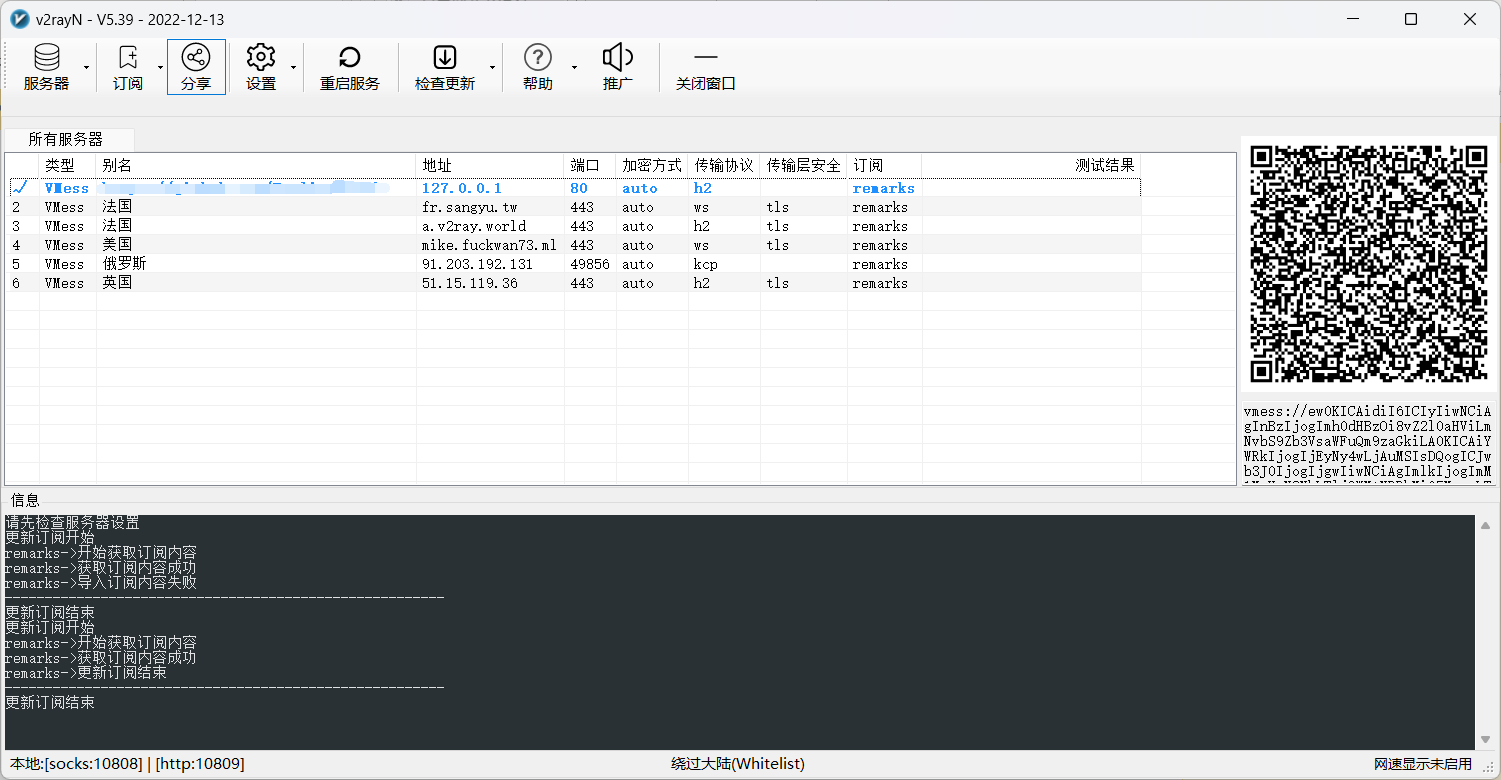 v2rayN - V5.39 - 2022-12-13
服务器 订阅 分享 设置 重启服务 检查更新 帮助 推广 关闭窗口
所有服务器
类型 别名 地址 端口 加密方式 传输协议 传输层安全 订阅 测试结果
VMess 127.0.0.1 80 auto h2 remarks
2 VMess 法国 fr.sangyu.tw 443 auto ws tls remarks
3 VMess 法国 a.v2ray.world 443 auto h2 tls remarks
4 VMess 美国 mike.fuckwan73.ml 443 auto ws tls remarks
5 VMess 俄罗斯 91.203.192.131 49856 auto kcp remarks
6 VMess 英国 51.15.119.36 443 auto h2 tls remarks
vmess://ew0KICAidiI6ICIyIiwNCiA
gInBzIjogImh0dHBzOi8vZ2l0aHViLm
NvbS9Zb3VsaWFuQm9zaGkiLA0KICAiY
WRkIjogIjEyNy4wLjAuMSIsDQogICJw
b3J0IjogIjgwIiwNCiAgImlkIjogImM
信息
请先检查服务器设置
更新订阅开始
remarks->开始获取订阅内容
remarks->获取订阅内容成功
remarks->导入订阅内容失败
-------------------------------------------------------
更新订阅结束
更新订阅开始
remarks->开始获取订阅内容
remarks->获取订阅内容成功
remarks->更新订阅结束
-------------------------------------------------------
更新订阅结束
本地:[socks:10808] | [http:10809] 绕过大陆(Whitelist) 网速显示未启用